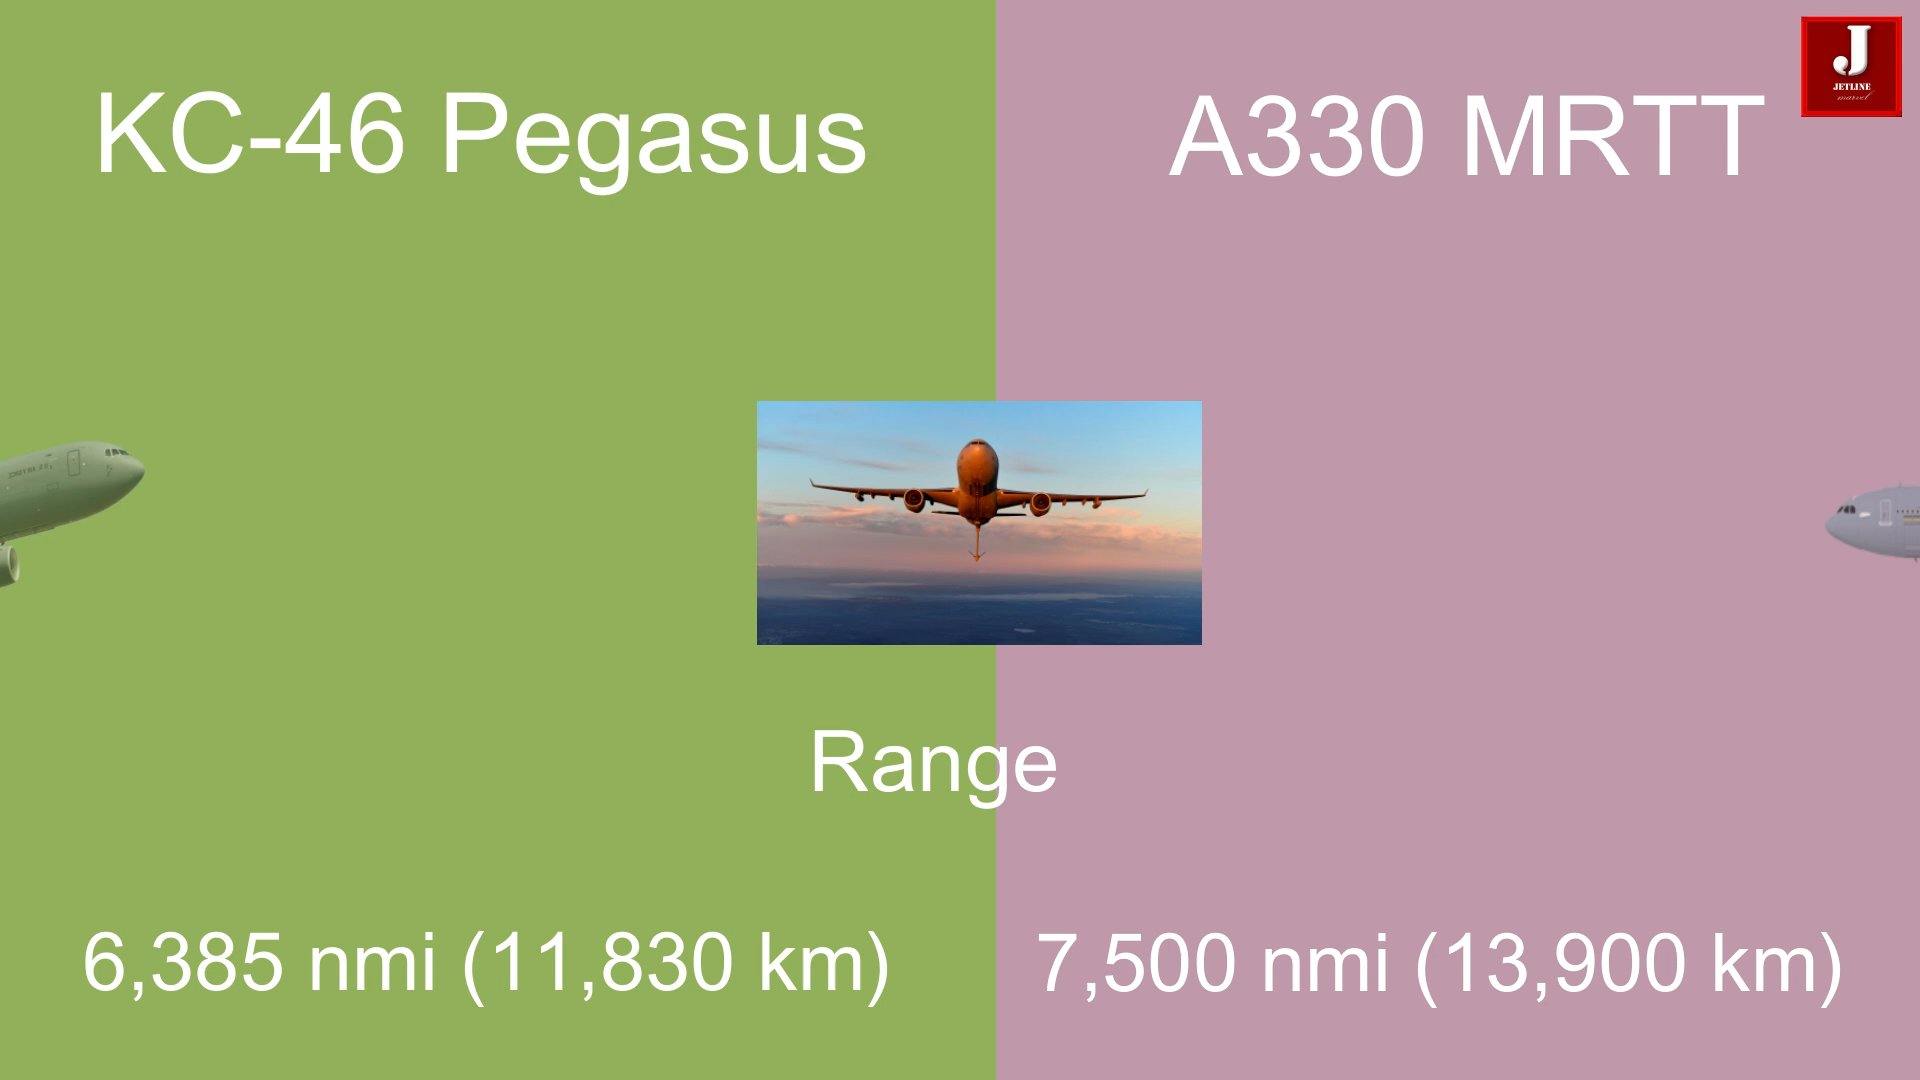 KC-46 Pegasus
A330 MRTT
J
JETLINE
marvel
Range
6,385 nmi (11,830 km)
7,500 nmi (13,900 km)